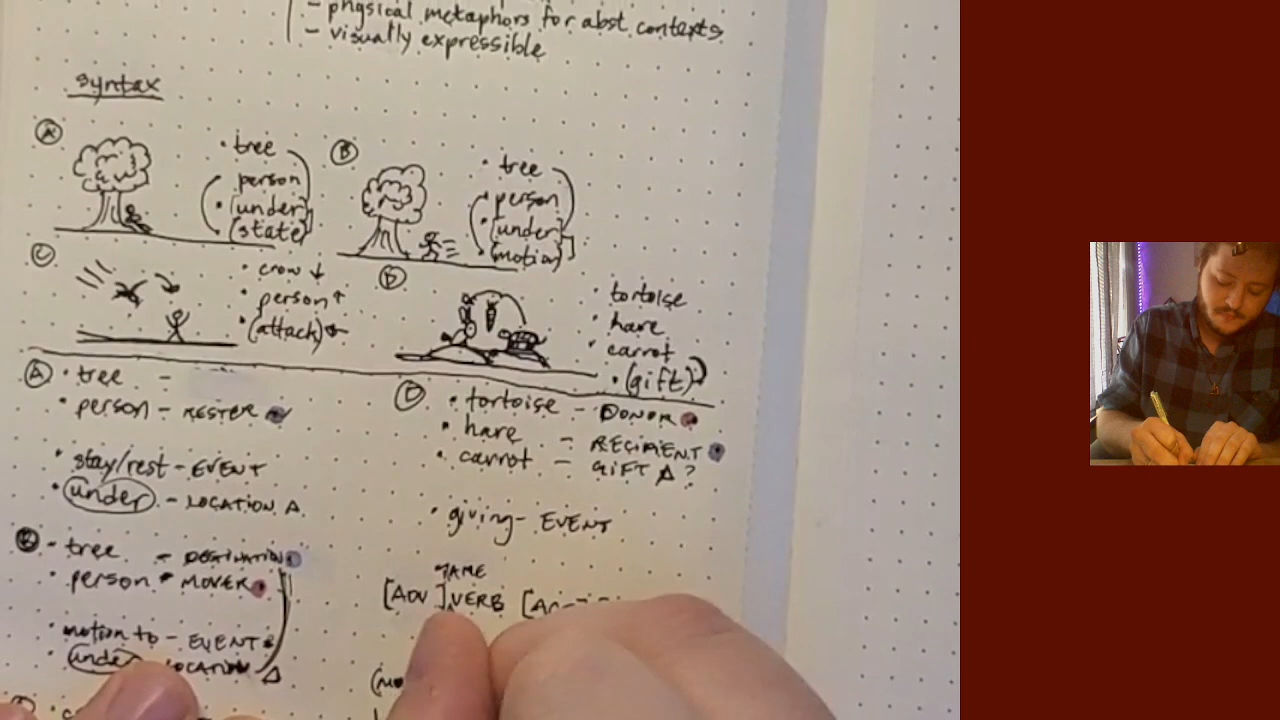 - physical metaphors for abst contexts
- visually expressible
syntax
A
• tree
person
• (under)
(state)
B
• tree
• person
• (under)
• (motion)
C
• crow ↓
• person ↑
• (attack)
D
• tortoise
• hare
• carrot
• (gift)
A • tree -
• person - RESTER
• stay/rest - EVENT
• under - LOCATION Δ
B - tree - DESTINATION
• person - MOVER
• motion to - EVENT
• under LOCATION Δ
D • tortoise - DONOR
• hare - RECIPIENT
• carrot - GIFT Δ ?
• giving - EVENT
[ADV] VERB